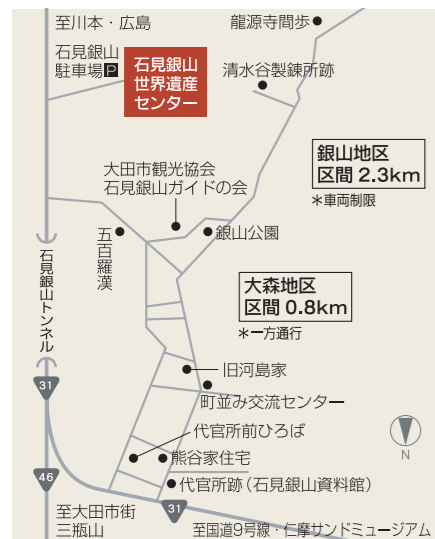 至川本・広島
龍源寺間歩
石見銀山
駐車場P
石見銀山
世界遺産
センター
清水谷製錬所跡
銀山地区
区間 2.3km
*車両制限
大田市観光協会
石見銀山ガイドの会
五百羅漢
銀山公園
石見銀山トンネル
大森地区
区間 0.8km
*一方通行
旧河島家
31
町並み交流センター
代官所前ひろば
N
熊谷家住宅
46
代官所跡(石見銀山資料館)
至大田市街
三瓶山
31
至国道9号線・仁摩サンドミュージアム